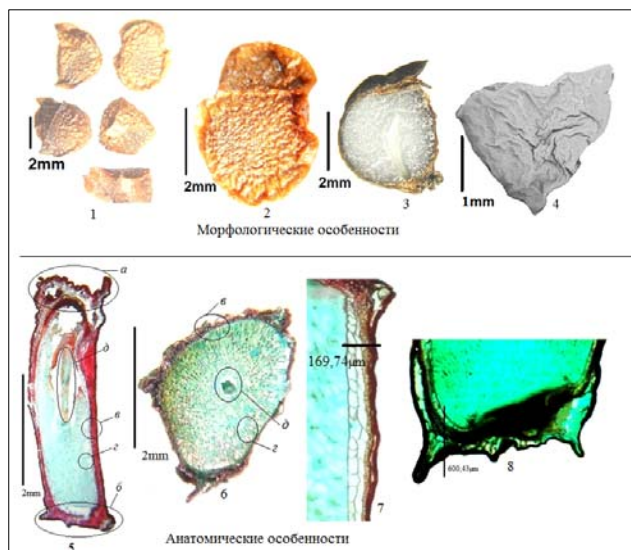 2mm
1
2mm
2
2mm
3
1mm
4
Морфологические особенности
а
д
в
г
б
2mm
5
в
д
г
2mm
б
169,74μm
7
600,43μm
8
Анатомические особенности